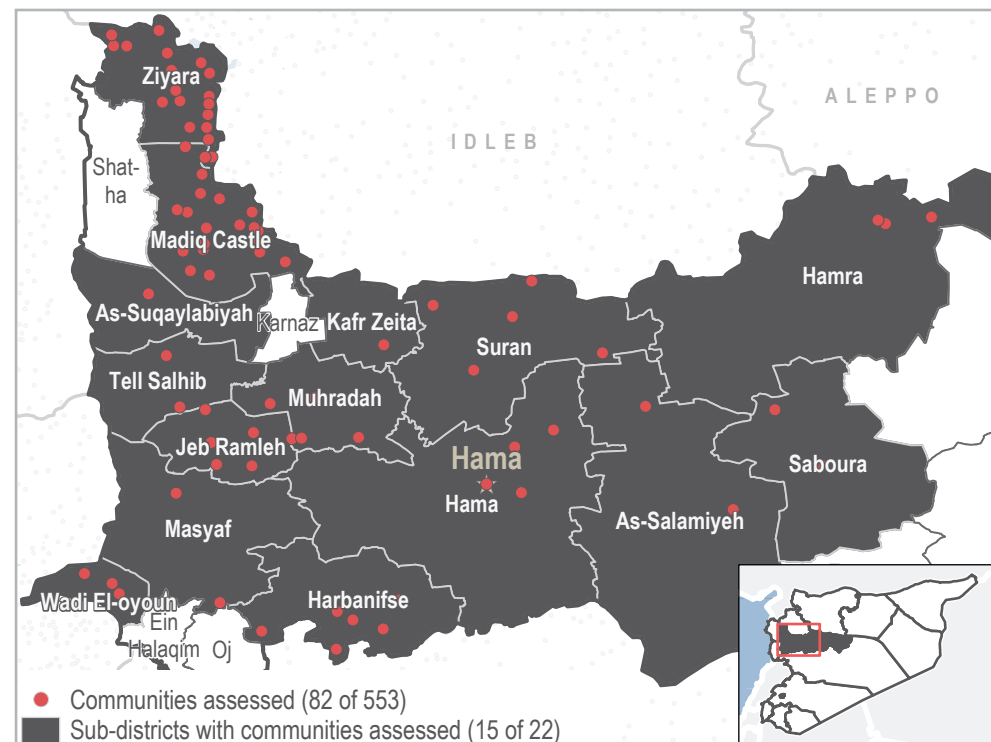 ALEPPO
Ziyara
IDLEB
Shat-
ha
Madiq Castle
Hamra
As-Suqaylabiyah
Karnaz
Kafr Zeita
Suran
Tell Salhib
Muhradah
Jeb Ramleh
Hama
Saboura
Hama
As-Salamiyeh
Masyaf
Wadi El-oyoun
Harbanifse
Ein
Halaqim
Oj
Communities assessed (82 of 553)
Sub-districts with communities assessed (15 of 22)